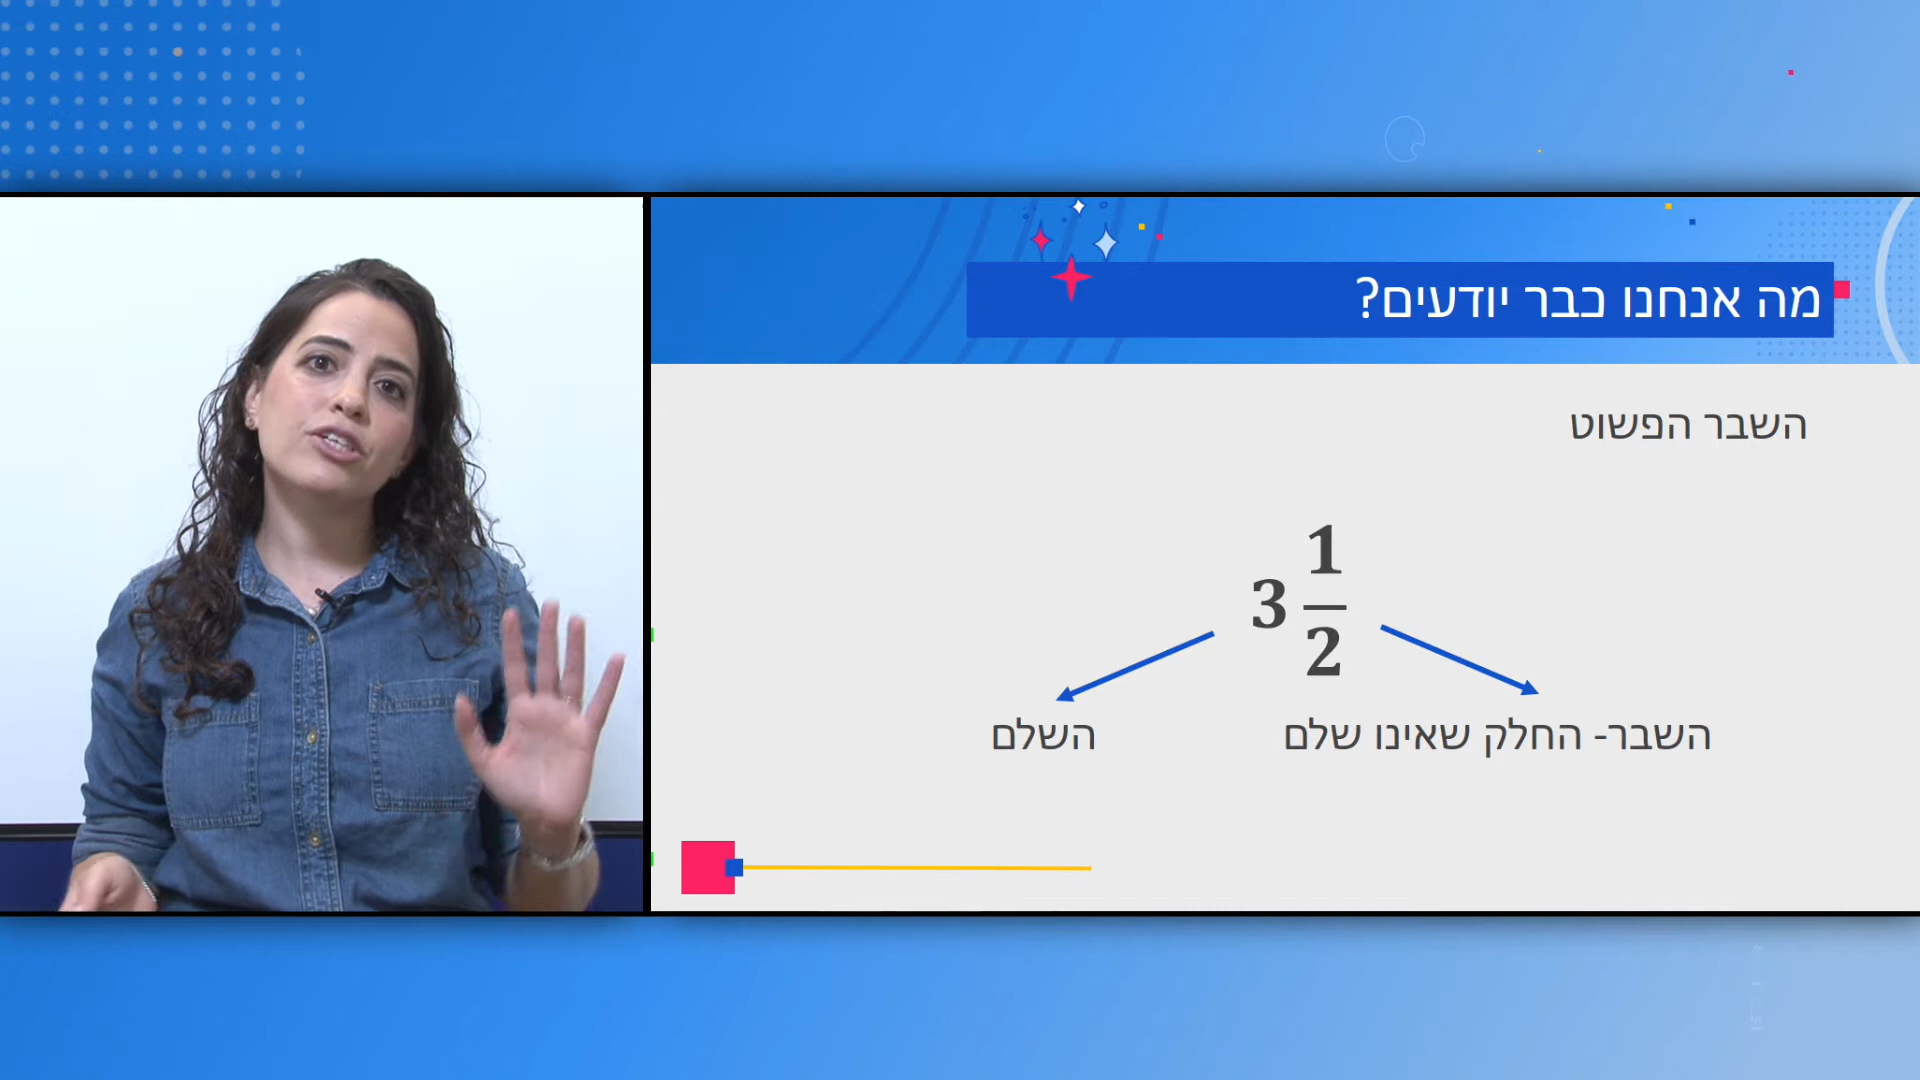 מה אנחנו כבר יודעים?
השבר הפשוט
3 1/2
השבר- החלק שאינו שלם
השלם